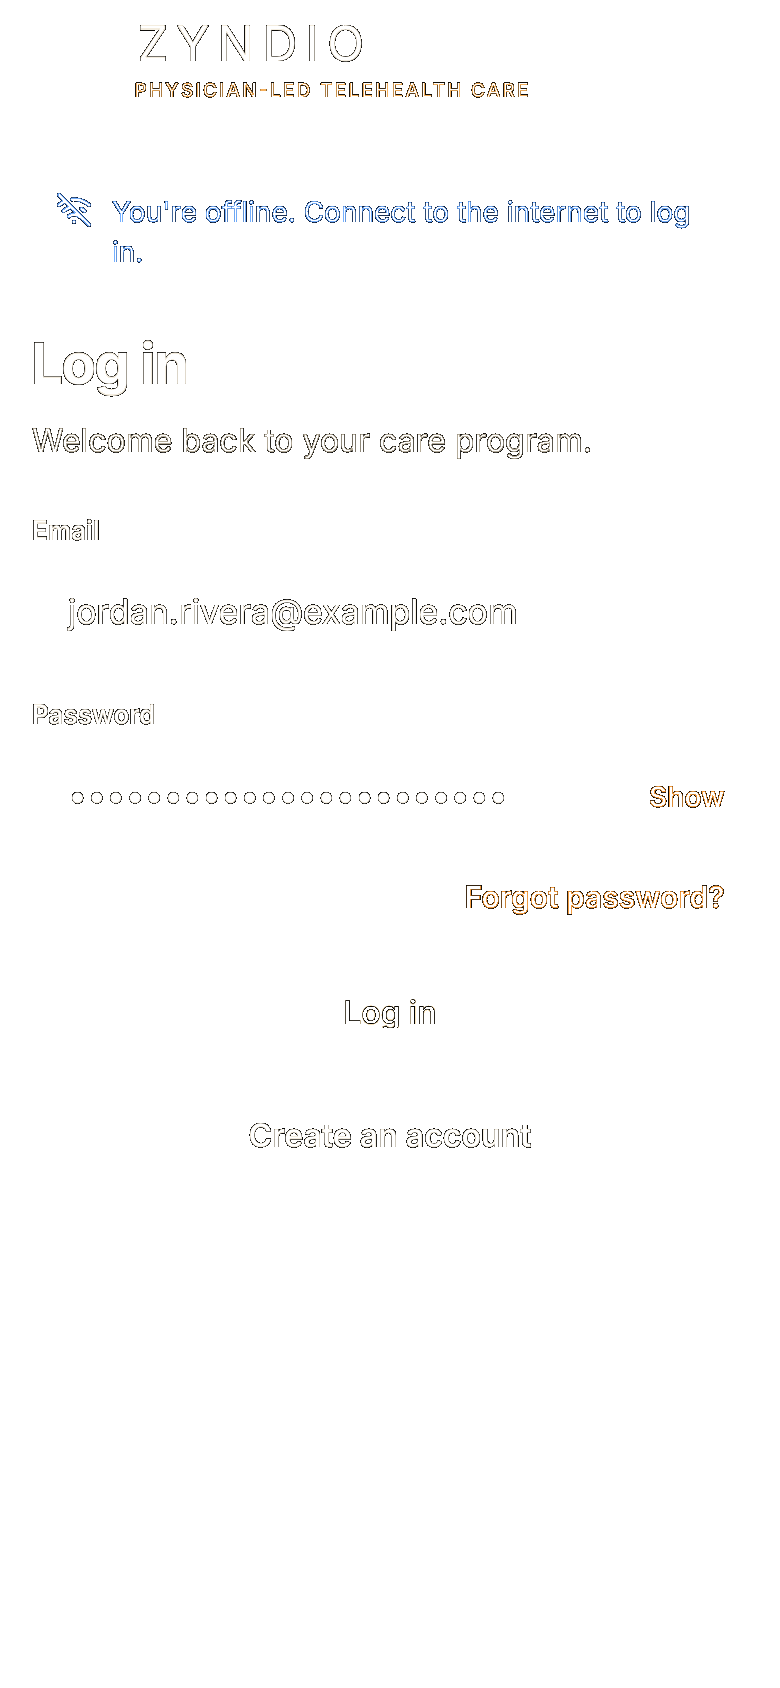 ZYNDIO
PHYSICIAN-LED TELEHEALTH CARE
You're offline. Connect to the internet to log
in.
Log in
Welcome back to your care program.
Email
jordan.rivera@example.com
Password
Show
Forgot password?
Log in
Create an account